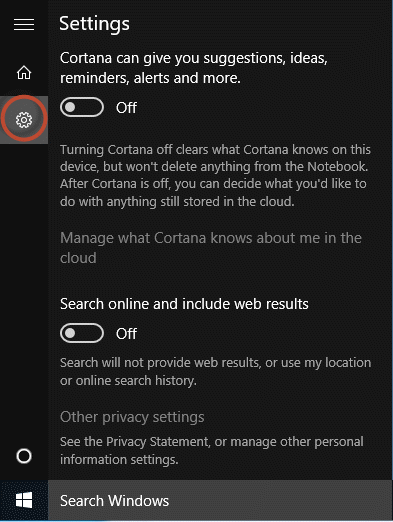 Settings
Cortana can give you suggestions, ideas,
reminders, alerts and more.
Off
Turning Cortana off clears what Cortana knows on this
device, but won't delete anything from the Notebook.
After Cortana is off, you can decide what you'd like to
do with anything still stored in the cloud.
Manage what Cortana knows about me in the
cloud
Search online and include web results
Off
Search will not provide web results, or use my location
or online search history.
Other privacy settings
See the Privacy Statement, or manage other personal
information settings.
Search Windows